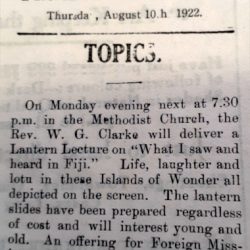 Thursda , August 10.h 1922.
TOPICS.
On Monday evening next at 7.30
p.m. in the Methodist Church, the
Rev. W. G. Clarke will deliver a
Lantern Lecture on "What I saw and
heard in Fiji." Life, laughter and
lotu in these Islands of Wonder all
depicted on the screen. The lantern
slides have been prepared regardless
of cost and will interest young and
old. An offering for Foreign Miss